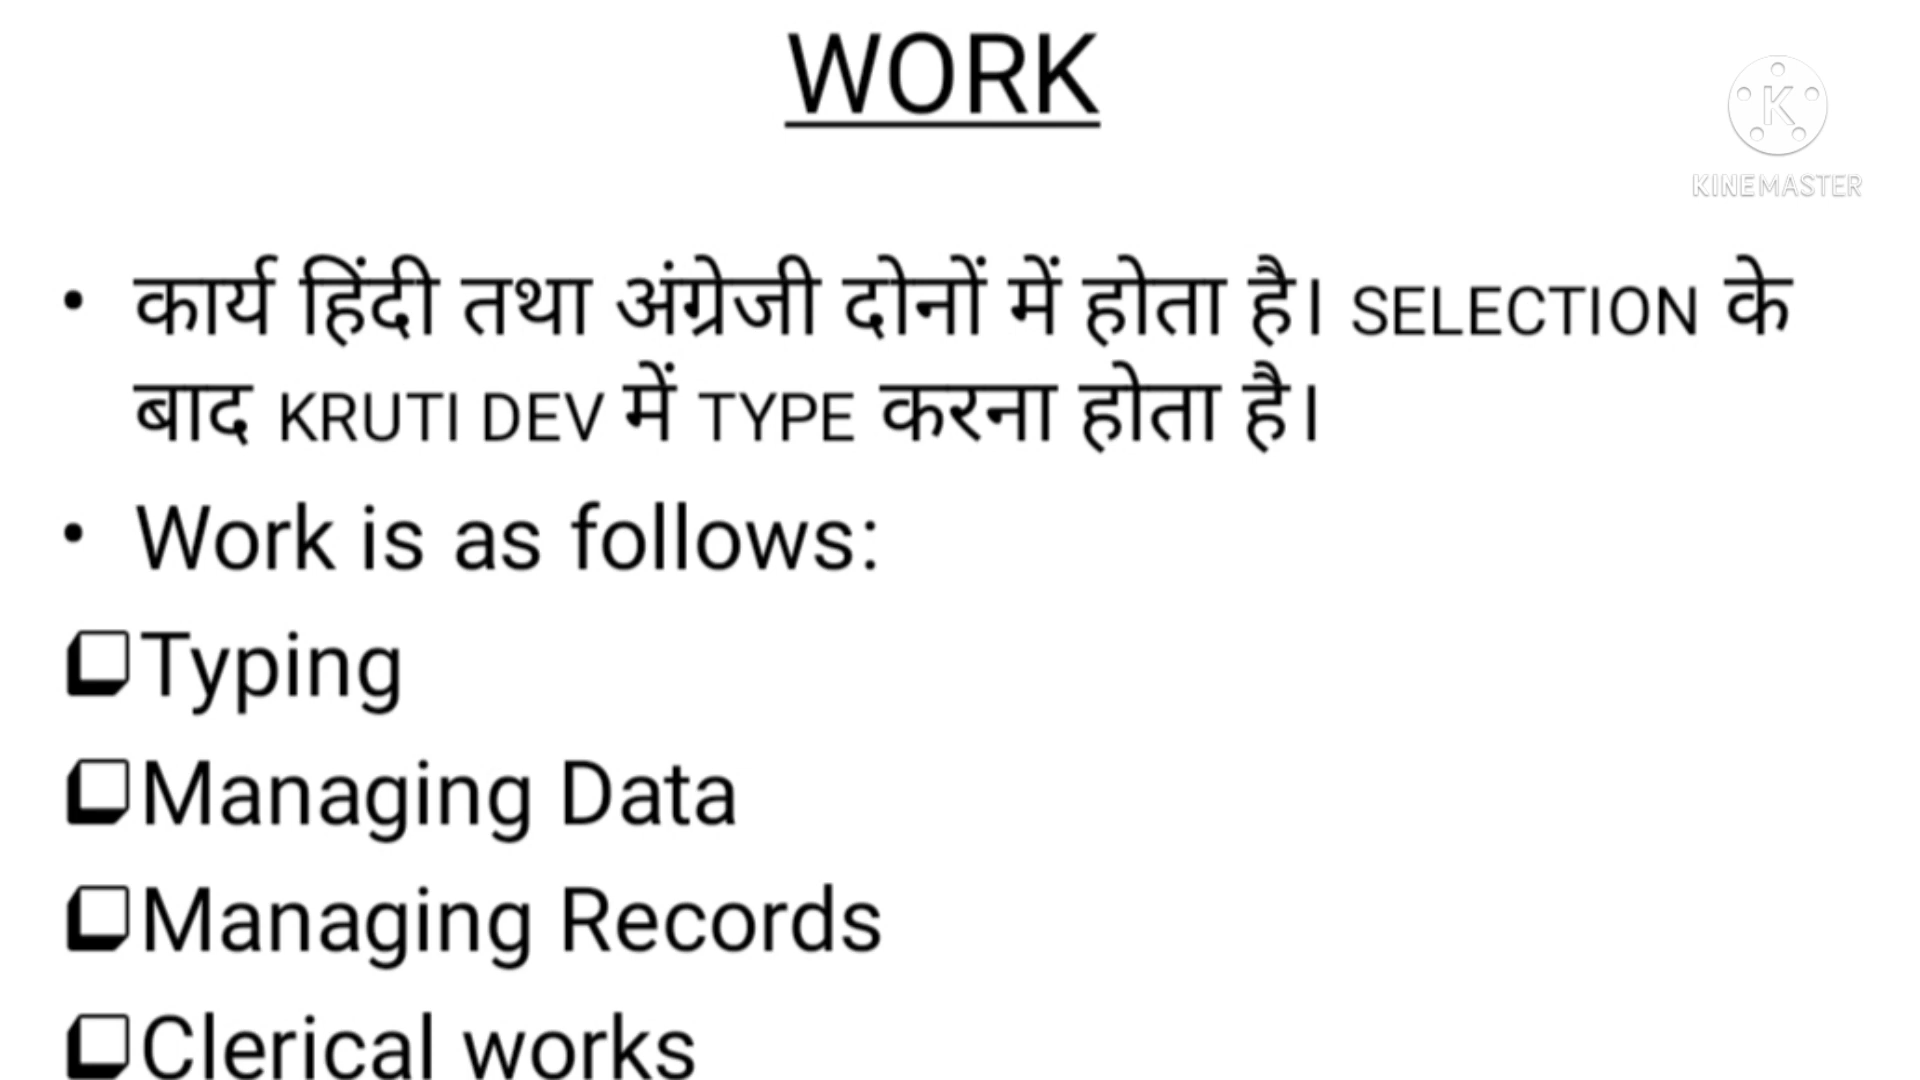 WORK
KINEMASTER
• कार्य हिंदी तथा अंग्रेजी दोनों में होता है। SELECTION के
बाद KRUTI DEV में TYPE करना होता है।
• Work is as follows:
❑Typing
❑Managing Data
❑Managing Records
❑Clerical works